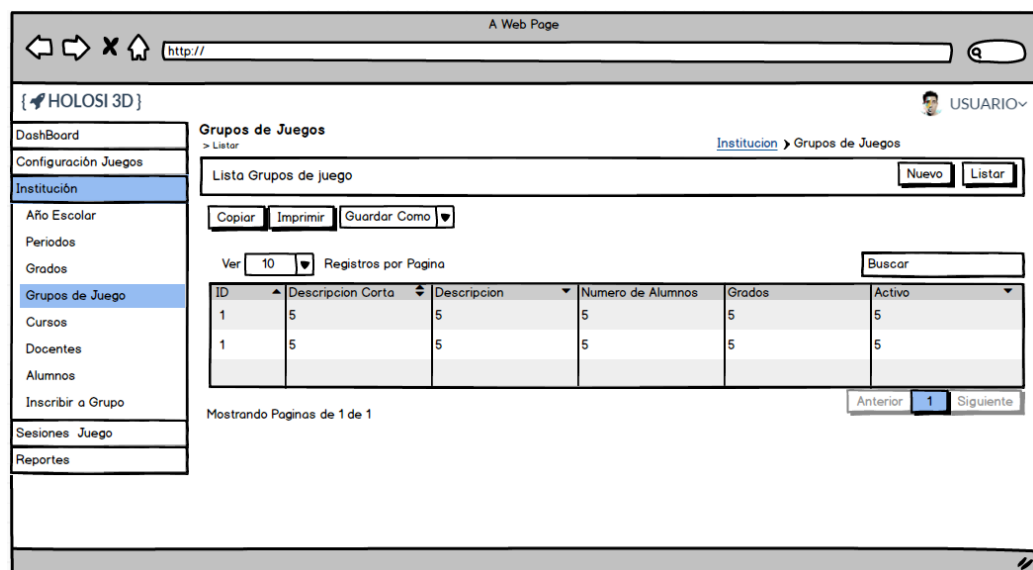 A Web Page
http://
{ HOLOSI 3D }
USUARIO
DashBoard
Configuración Juegos
Institución
Año Escolar
Periodos
Grados
Grupos de Juego
Cursos
Docentes
Alumnos
Inscribir a Grupo
Sesiones Juego
Reportes
Grupos de Juegos
> Listar
Institucion > Grupos de Juegos
Lista Grupos de juego
Nuevo Listar
Copiar Imprimir Guardar Como
Ver 10 Registros por Pagina
Buscar
ID Descripcion Corta Descripcion Numero de Alumnos Grados Activo
1 5 5 5 5 5
1 5 5 5 5 5
Mostrando Paginas de 1 de 1
Anterior 1 Siguiente